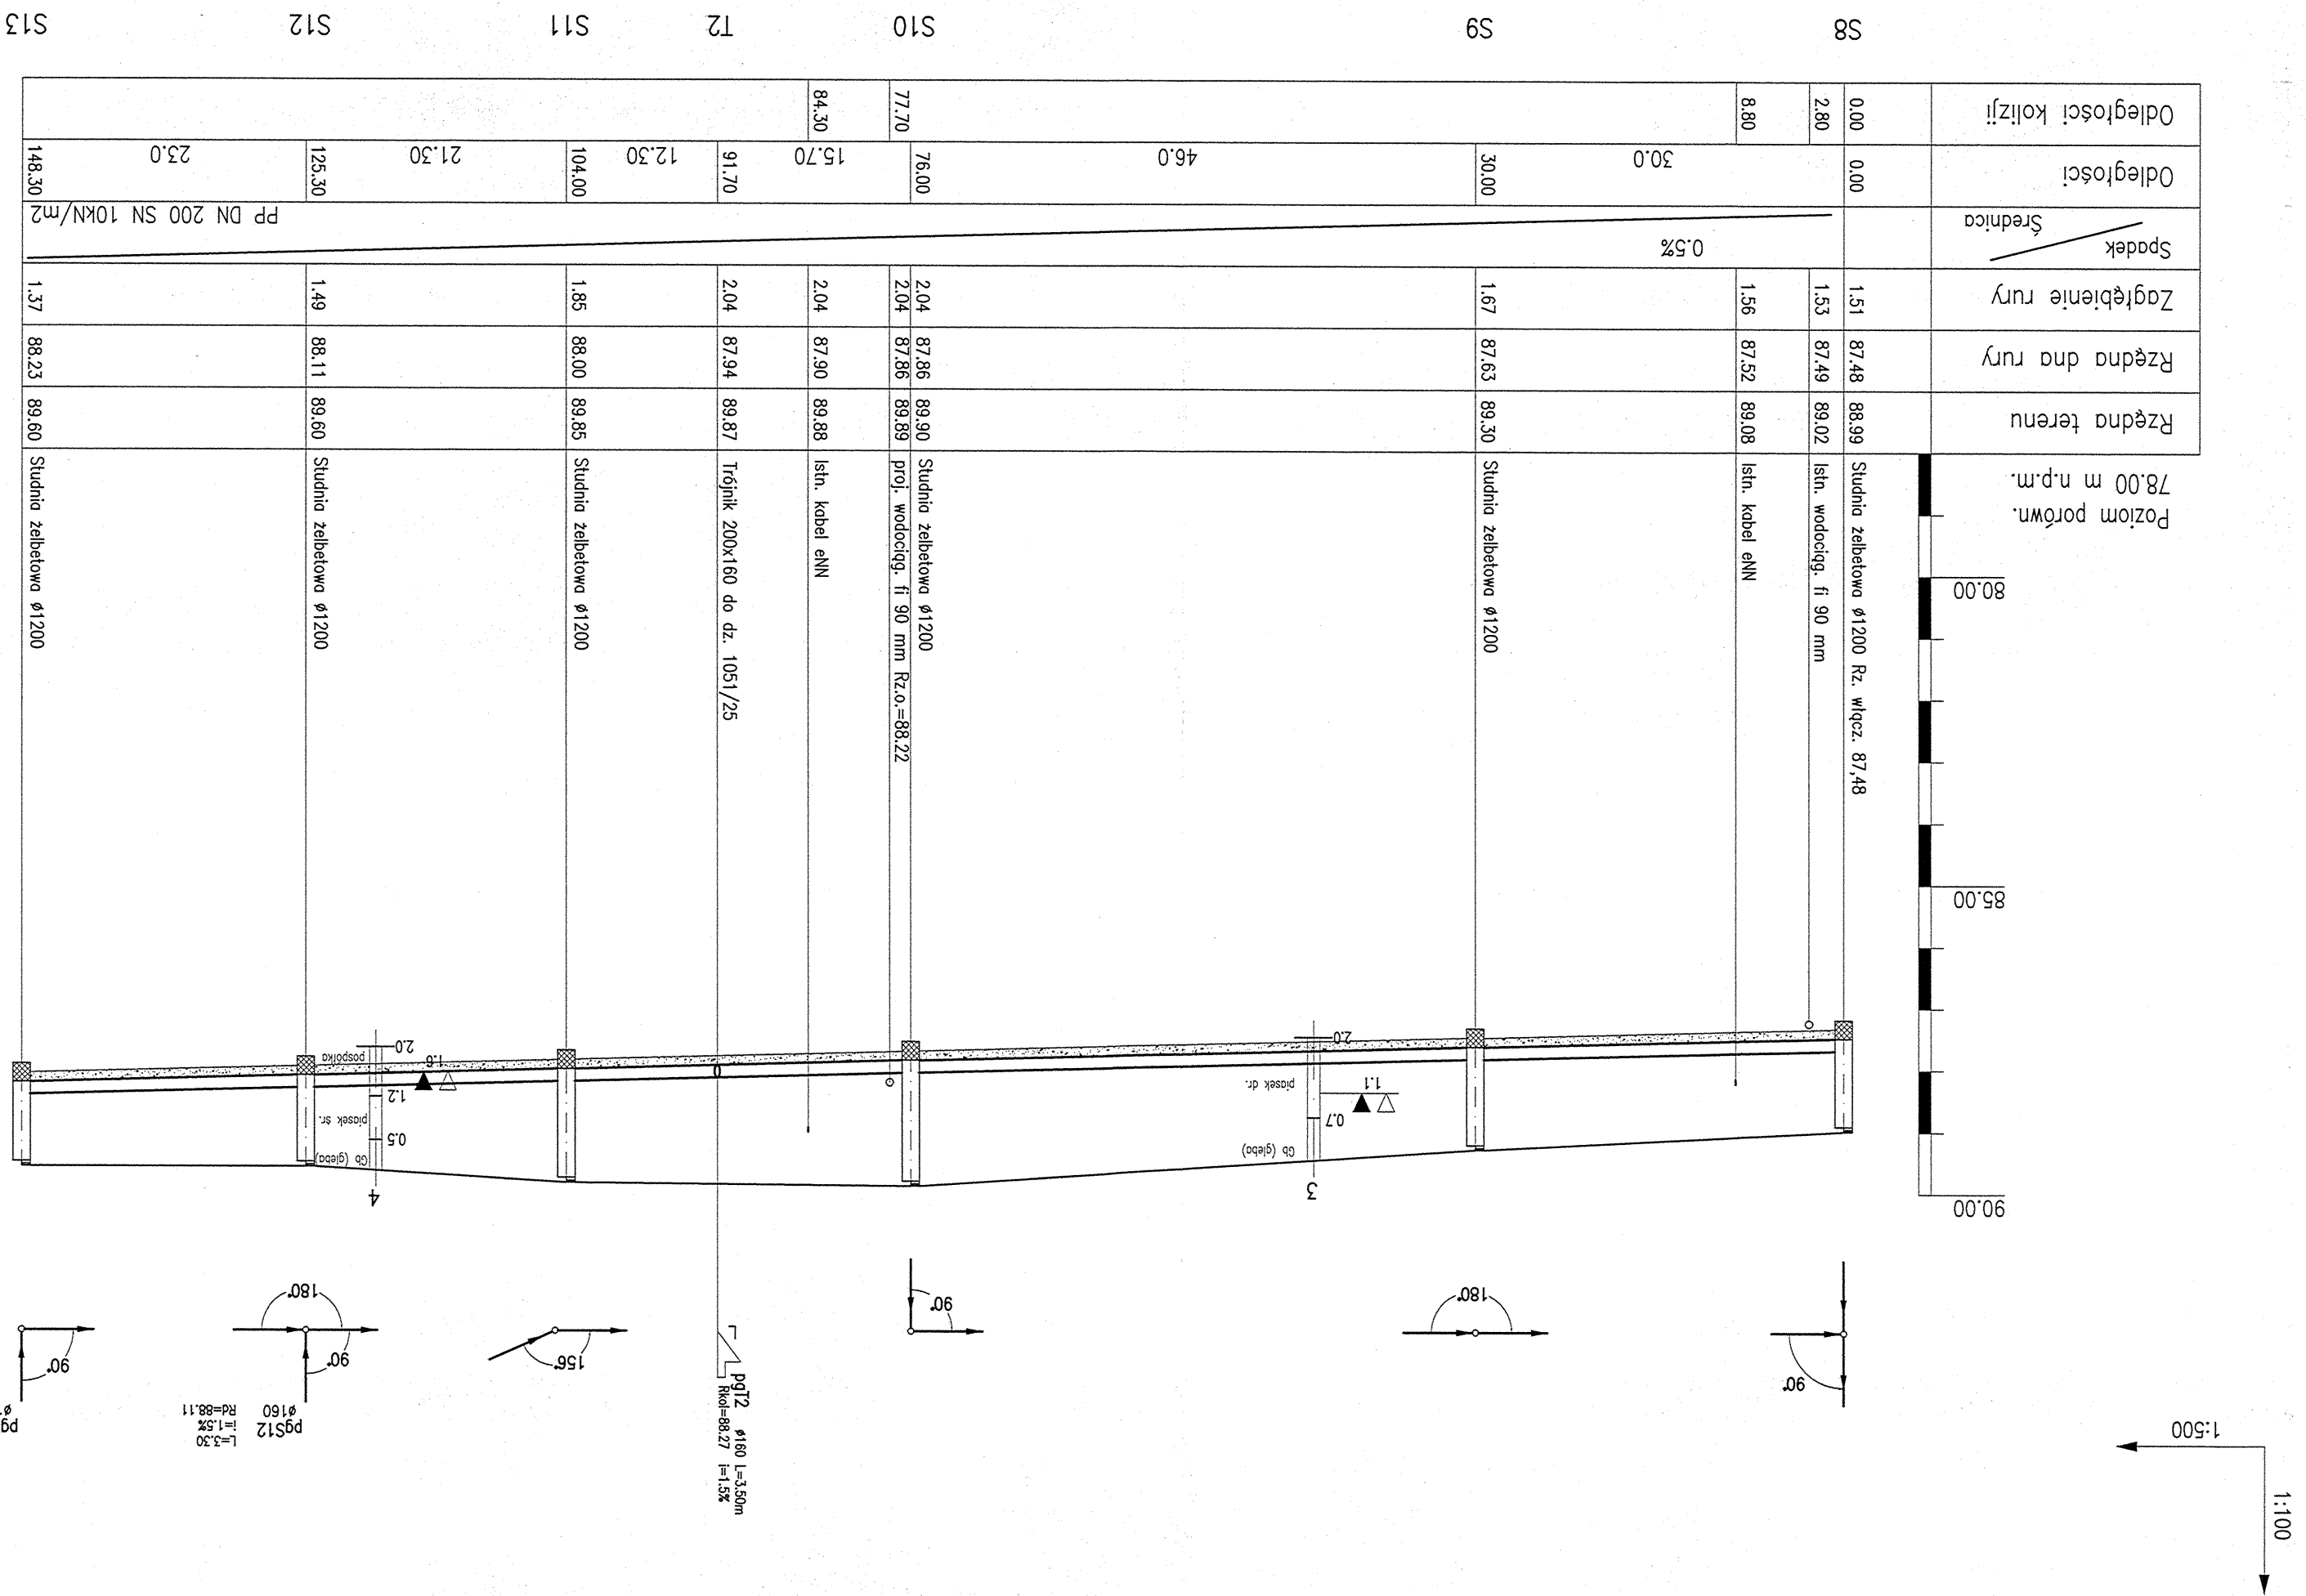 1:100
1:500
90°
180°
90°
156°
180°
90°
90°
pgT2 ø160 L=3.50m
Rkol=88.27 i=1.5%
pgS12
ø160
L=3.30
i=1.5%
Rd=88.11
pg
90.00
85.00
80.00
3
Gb (gleba)
0.7
1.1
piasek dr.
2.0
4
Gb (gleba)
0.5
piasek śr.
1.2
1.6
pospółka
2.0
Poziom porówn.
78.00 m n.p.m.
Studnia żelbetowa ø1200 Rz. włącz. 87,48
Istn. wodociąg. fi 90 mm
Istn. kabel eNN
Studnia żelbetowa ø1200
Studnia żelbetowa ø1200
proj. wodociąg. fi 90 mm Rz.o.=88.22
Istn. kabel eNN
Trójnik 200x160 do dz. 1051/25
Studnia żelbetowa ø1200
Studnia żelbetowa ø1200
Studnia żelbetowa ø1200
Rzędna terenu 88.99 89.02 89.08 89.30 89.90 89.89 89.88 89.87 89.85 89.60 89.60
Rzędna dna rury 87.48 87.49 87.52 87.63 87.86 87.86 87.90 87.94 88.00 88.11 88.23
Zagłębienie rury 1.51 1.53 1.56 1.67 2.04 2.04 2.04 2.04 1.85 1.49 1.37
Spadek 0.5%
Średnica PP DN 200 SN 10kN/m2
Odległości 0.00 30.0 30.00 46.0 76.00 15.70 91.70 12.30 104.00 21.30 125.30 23.0 148.30
Odległości kolizji 0.00 2.80 8.80 77.70 84.30
S8 S9 S10 T2 S11 S12 S13